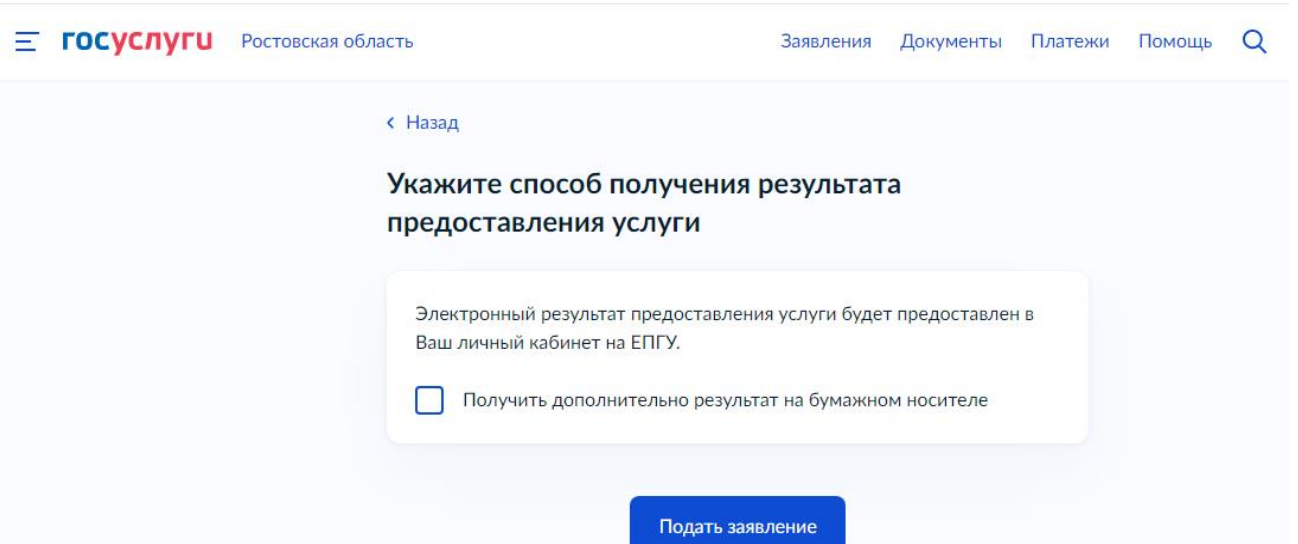 госуслуги Ростовская область Заявления Документы Платежи Помощь
Назад
Укажите способ получения результата
предоставления услуги
Электронный результат предоставления услуги будет предоставлен в
Ваш личный кабинет на ЕПГУ.
Получить дополнительно результат на бумажном носителе
Подать заявление